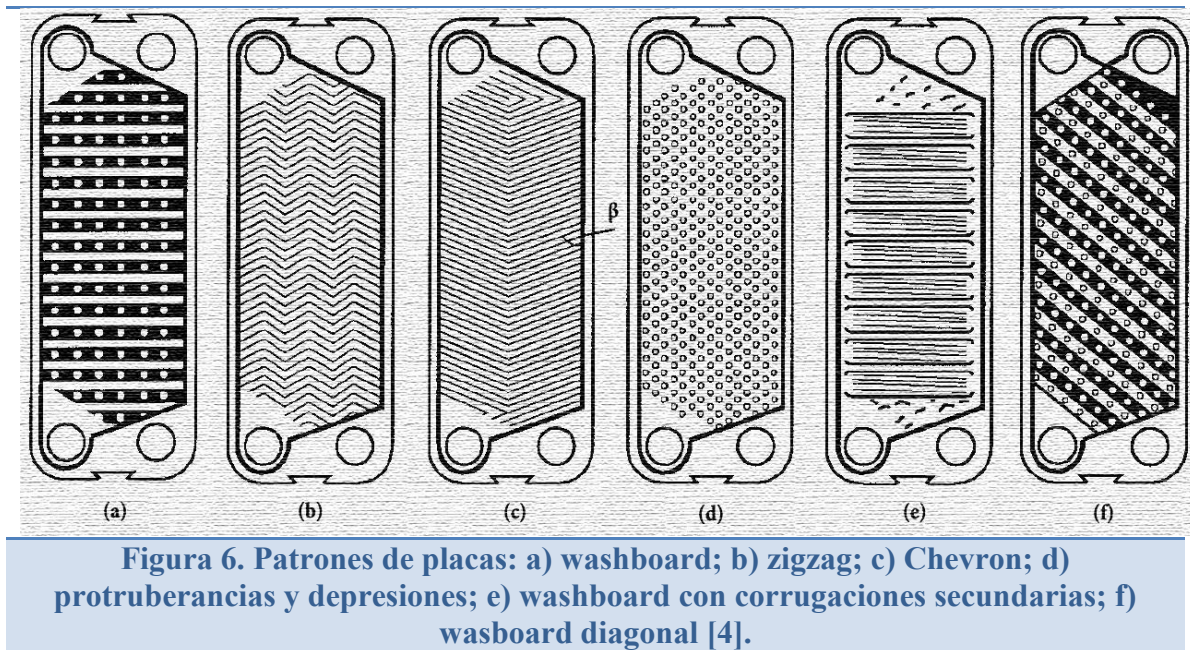 β
(a) (b) (c) (d) (e) (f)
Figura 6. Patrones de placas: a) washboard; b) zigzag; c) Chevron; d)
protruberancias y depresiones; e) washboard con corrugaciones secundarias; f)
wasboard diagonal [4].